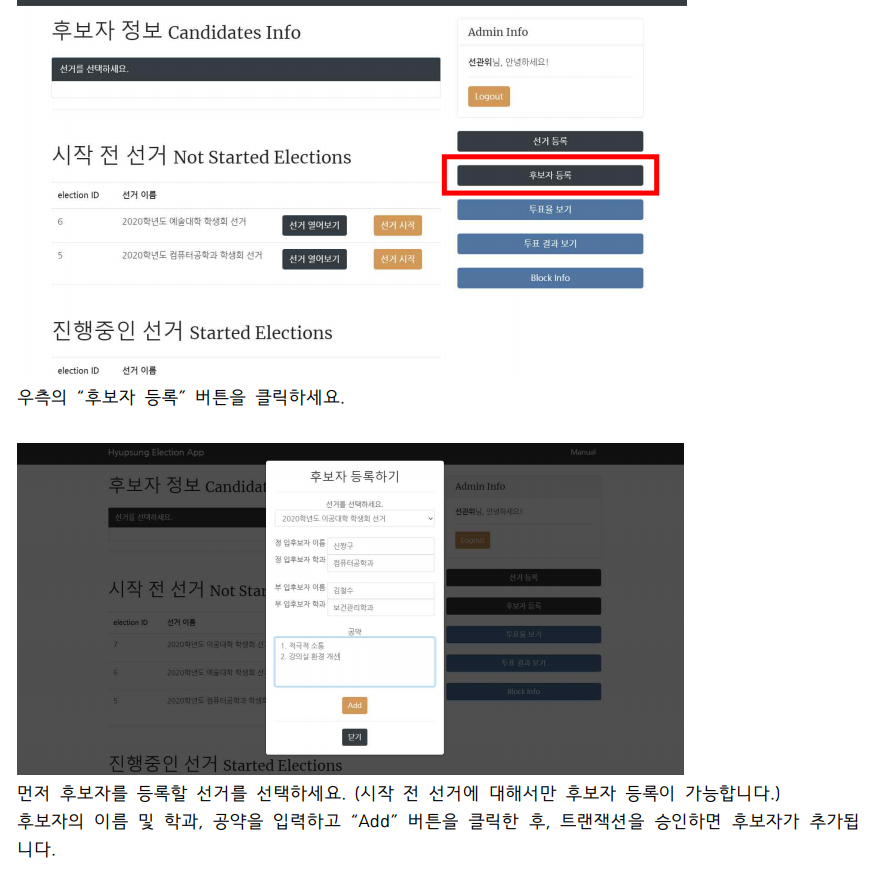 후보자 정보 Candidates Info
선거를 선택하세요.
Admin Info
선관위님, 안녕하세요!
Logout
선거 등록
후보자 등록
투표율 보기
투표 결과 보기
Block Info
시작 전 선거 Not Started Elections
election ID 선거 이름
6 2020학년도 예술대학 학생회 선거 선거 열어보기 선거 시작
5 2020학년도 컴퓨터공학과 학생회 선거 선거 열어보기 선거 시작
진행중인 선거 Started Elections
election ID 선거 이름
우측의 “후보자 등록” 버튼을 클릭하세요.
Hyupsung Election App Manual
후보자 정보 Candidat
선거를 선택하세요.
시작 전 선거 Not Star
election ID 선거 이름
7 2020학년도 이공대학 학생회 선
6 2020학년도 예술대학 학생회 선
5 2020학년도 컴퓨터공학과 학생회
진행중인 선거 Started Elections
후보자 등록하기
선거를 선택하세요.
2020학년도 이공대학 학생회 선거
정 입후보자 이름 신짱구
정 입후보자 학과 컴퓨터공학과
부 입후보자 이름 김철수
부 입후보자 학과 보건관리학과
공약
1. 적극적 소통
2. 강의실 환경 개선
Add
닫기
Admin Info
선관위님, 안녕하세요!
Logout
선거 등록
후보자 등록
투표율 보기
투표 결과 보기
Block Info
먼저 후보자를 등록할 선거를 선택하세요. (시작 전 선거에 대해서만 후보자 등록이 가능합니다.)
후보자의 이름 및 학과, 공약을 입력하고 “Add” 버튼을 클릭한 후, 트랜잭션을 승인하면 후보자가 추가됩
니다.